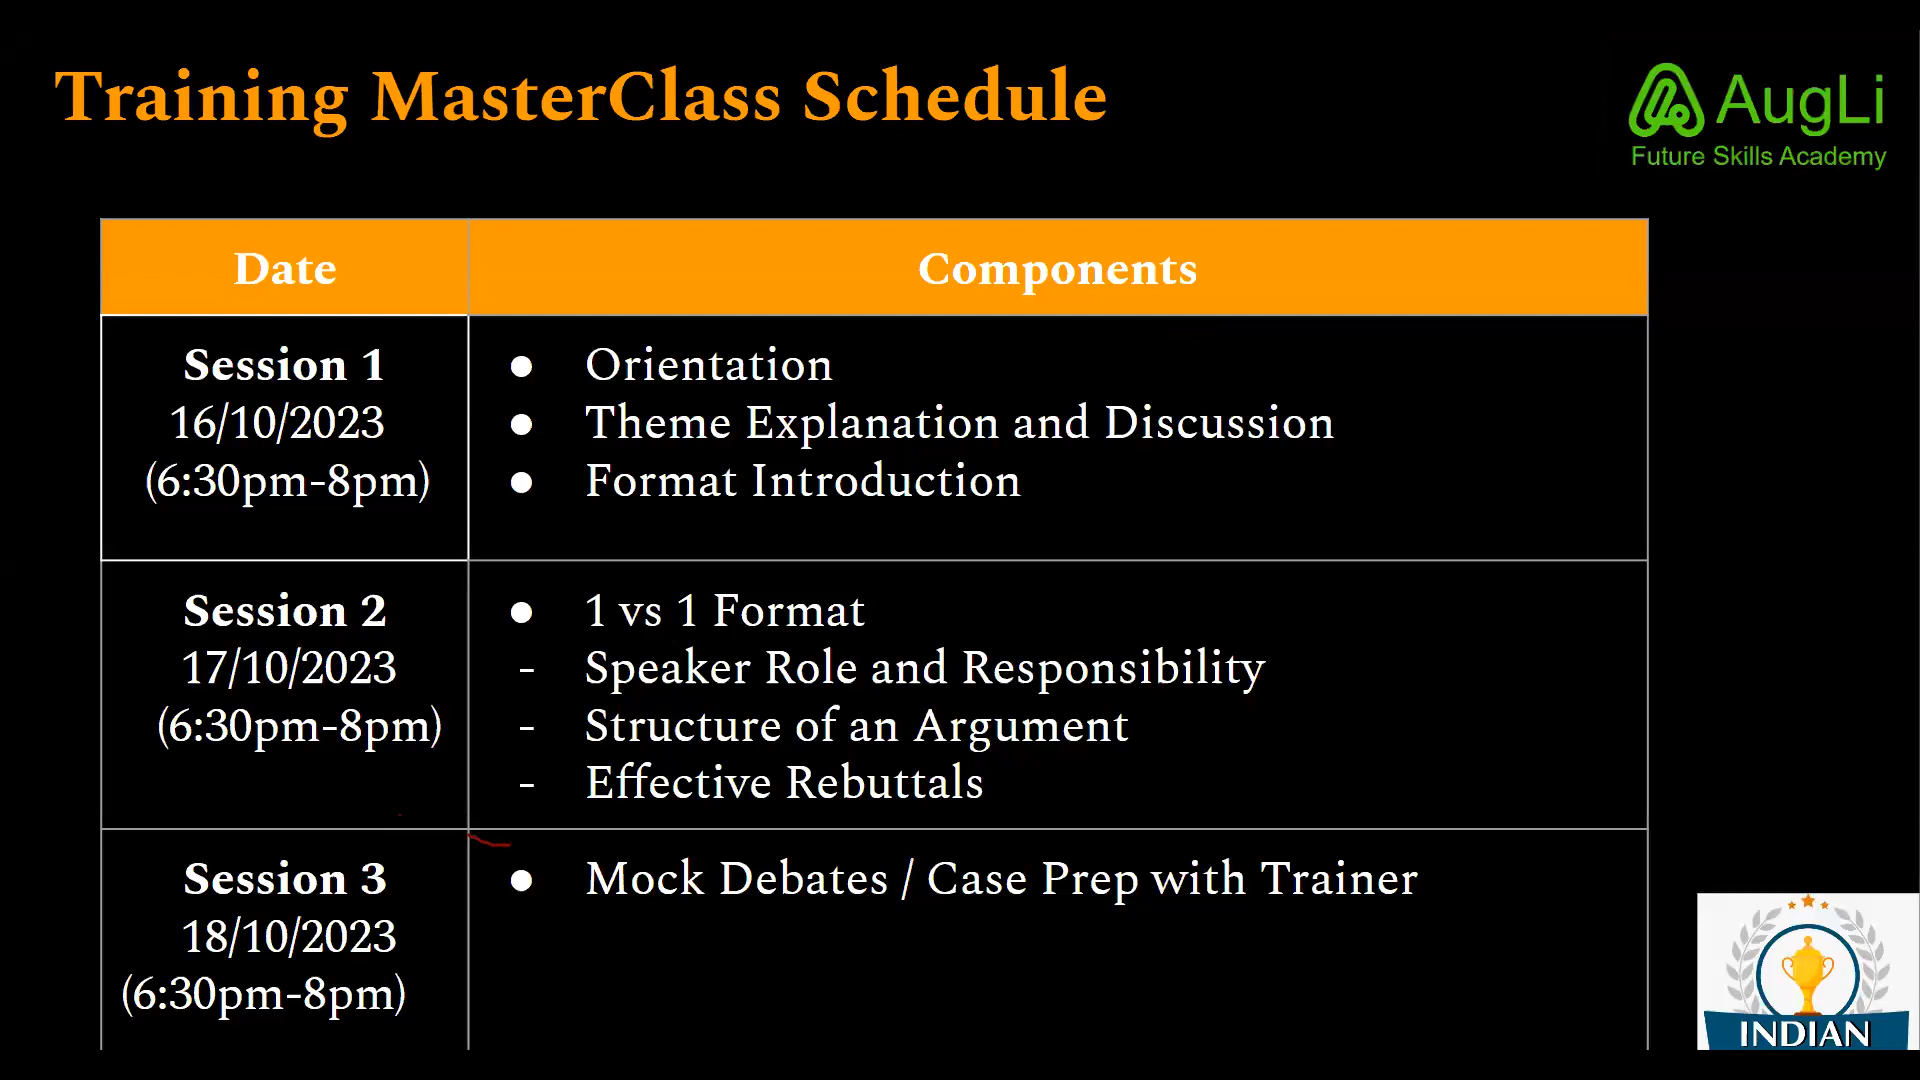 Training MasterClass Schedule
AugLi
Future Skills Academy
Date
Components
Session 1
16/10/2023
(6:30pm-8pm)
● Orientation
● Theme Explanation and Discussion
● Format Introduction
Session 2
17/10/2023
(6:30pm-8pm)
● 1 vs 1 Format
- Speaker Role and Responsibility
- Structure of an Argument
- Effective Rebuttals
Session 3
18/10/2023
(6:30pm-8pm)
● Mock Debates / Case Prep with Trainer
INDIAN